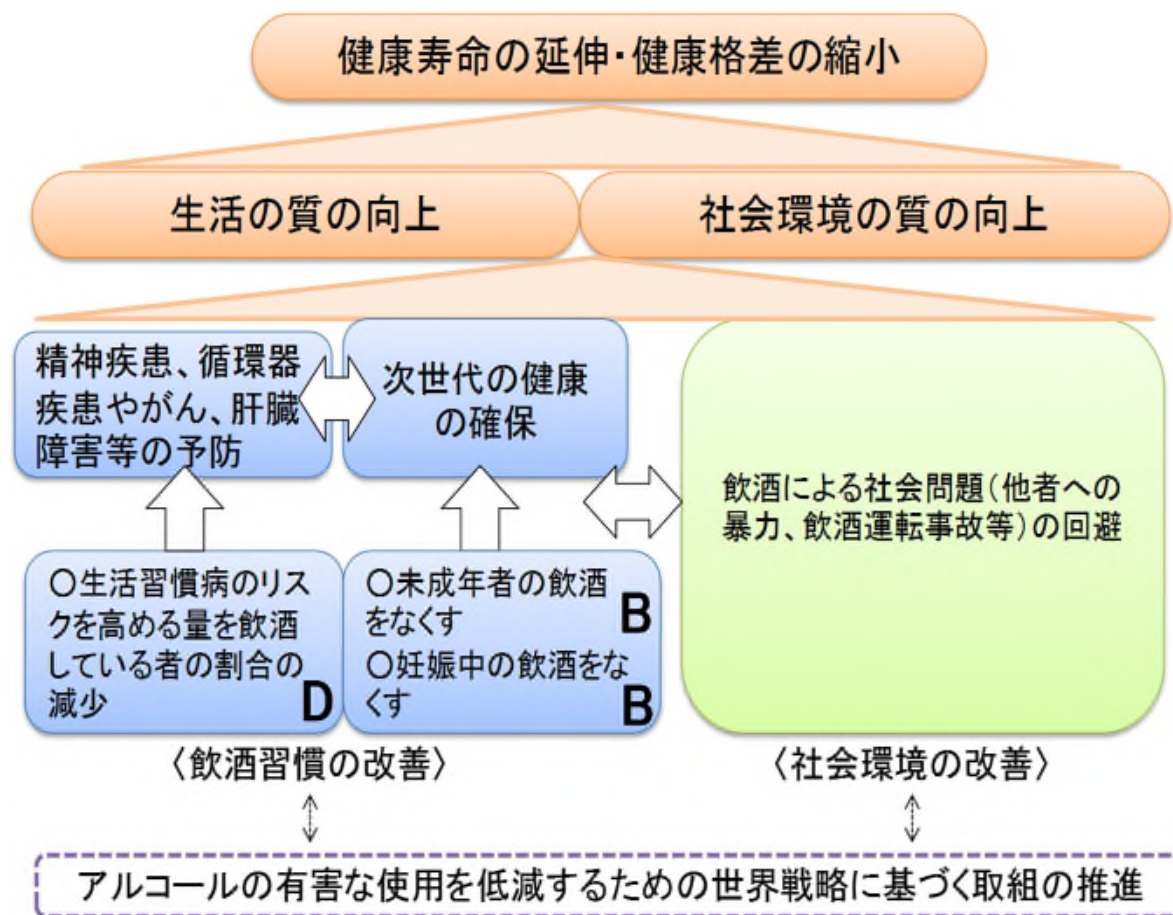 健康寿命の延伸・健康格差の縮小
生活の質の向上
社会環境の質の向上
精神疾患、循環器
疾患やがん、肝臓
障害等の予防
次世代の健康
の確保
飲酒による社会問題（他者への
暴力、飲酒運転事故等）の回避
〇生活習慣病のリス
クを高める量を飲酒
している者の割合の
減少
D
〇未成年者の飲酒
をなくす
B
〇妊娠中の飲酒をな
くす
B
〈飲酒習慣の改善〉
〈社会環境の改善〉
アルコールの有害な使用を低減するための世界戦略に基づく取組の推進